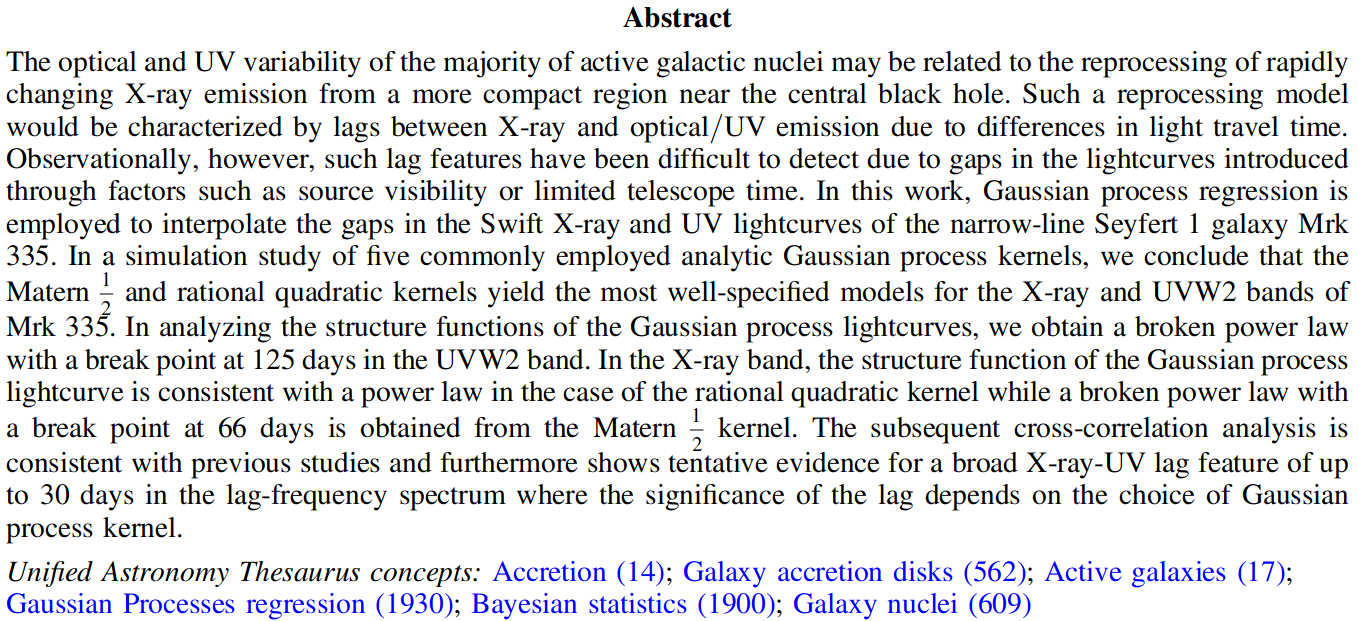 Abstract
The optical and UV variability of the majority of active galactic nuclei may be related to the reprocessing of rapidly
changing X-ray emission from a more compact region near the central black hole. Such a reprocessing model
would be characterized by lags between X-ray and optical/UV emission due to differences in light travel time.
Observationally, however, such lag features have been difficult to detect due to gaps in the lightcurves introduced
through factors such as source visibility or limited telescope time. In this work, Gaussian process regression is
employed to interpolate the gaps in the Swift X-ray and UV lightcurves of the narrow-line Seyfert 1 galaxy Mrk
335. In a simulation study of five commonly employed analytic Gaussian process kernels, we conclude that the
Matern 1/2 and rational quadratic kernels yield the most well-specified models for the X-ray and UVW2 bands of
Mrk 335. In analyzing the structure functions of the Gaussian process lightcurves, we obtain a broken power law
with a break point at 125 days in the UVW2 band. In the X-ray band, the structure function of the Gaussian process
lightcurve is consistent with a power law in the case of the rational quadratic kernel while a broken power law with
a break point at 66 days is obtained from the Matern 1/2 kernel. The subsequent cross-correlation analysis is
consistent with previous studies and furthermore shows tentative evidence for a broad X-ray-UV lag feature of up
to 30 days in the lag-frequency spectrum where the significance of the lag depends on the choice of Gaussian
process kernel.
Unified Astronomy Thesaurus concepts: Accretion (14); Galaxy accretion disks (562); Active galaxies (17);
Gaussian Processes regression (1930); Bayesian statistics (1900); Galaxy nuclei (609)